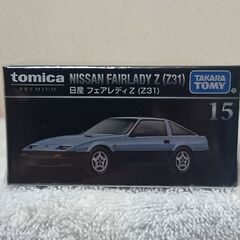 tomica
PREMIUM
NISSAN FAIRLADY Z (Z31)
日産 フェアレディZ (Z31)
TAKARA
TOMY
15